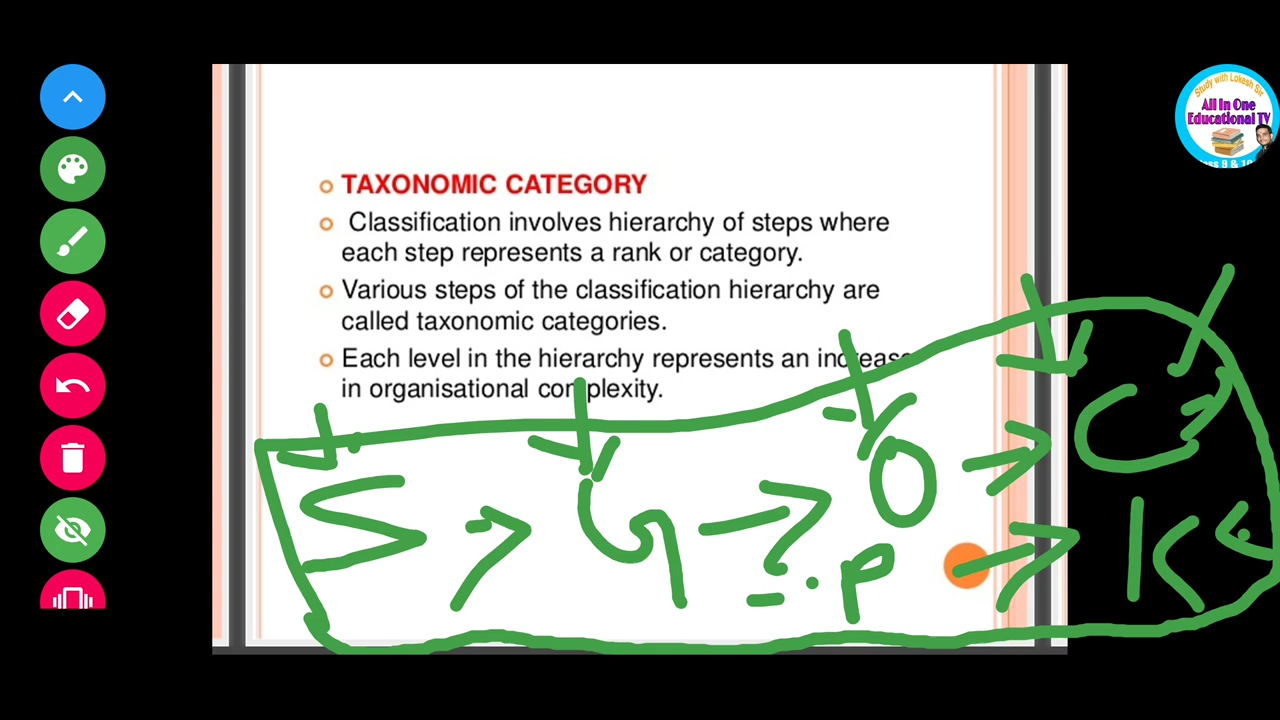 Study with Lokesh Sir
All In One
Educational TV
TAXONOMIC CATEGORY
Classification involves hierarchy of steps where
each step represents a rank or category.
Various steps of the classification hierarchy are
called taxonomic categories.
Each level in the hierarchy represents an increase
in organisational complexity.
S → G → O → C
P → K